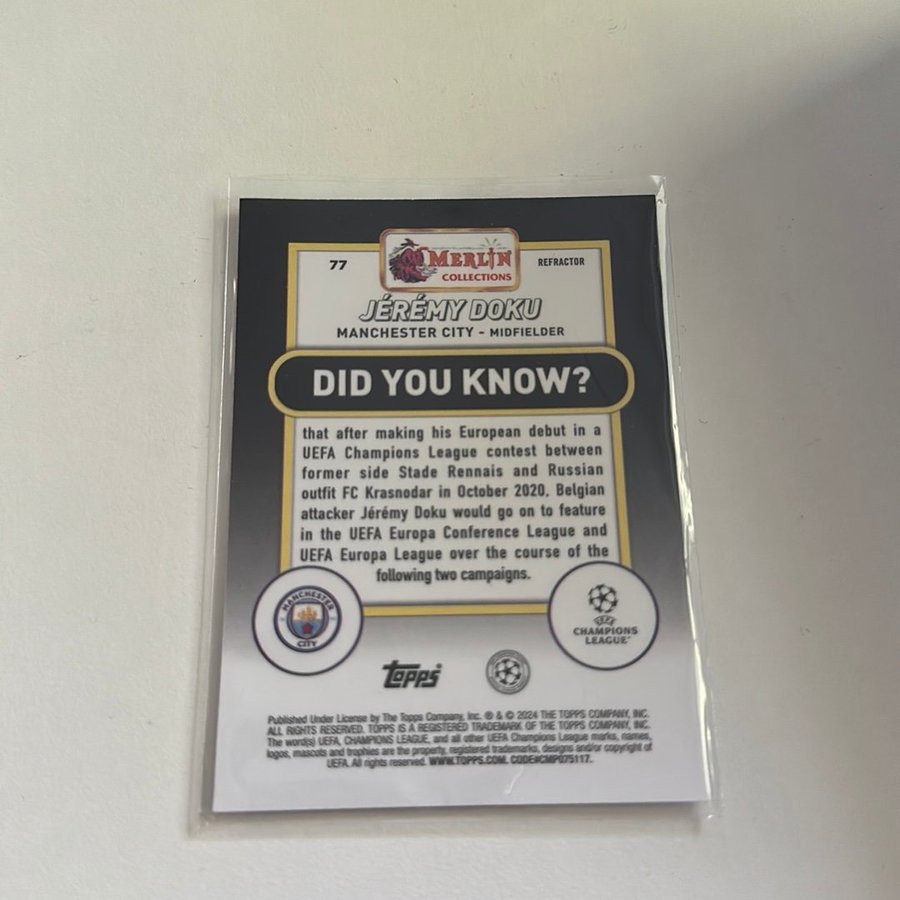 77
MERLIN
COLLECTIONS
REFRACTOR
JÉRÉMY DOKU
MANCHESTER CITY - MIDFIELDER
DID YOU KNOW?
that after making his European debut in a
UEFA Champions League contest between
former side Stade Rennais and Russian
outfit FC Krasnodar in October 2020, Belgian
attacker Jérémy Doku would go on to feature
in the UEFA Europa Conference League and
UEFA Europa League over the course of the
following two campaigns.
MANCHESTER
CITY
UEFA
CHAMPIONS
LEAGUE
topps
Published Under License by The Topps Company, Inc. ® & © 2024 THE TOPPS COMPANY, INC.
ALL RIGHTS RESERVED. TOPPS IS A REGISTERED TRADEMARK OF THE TOPPS COMPANY, INC.
The word(s) UEFA, CHAMPIONS LEAGUE, and all other UEFA Champions League marks, names,
logos, mascots and trophies are the property, registered trademarks, designs and/or copyright of
UEFA. All rights reserved. WWW.TOPPS.COM. CODE#CMP075117.